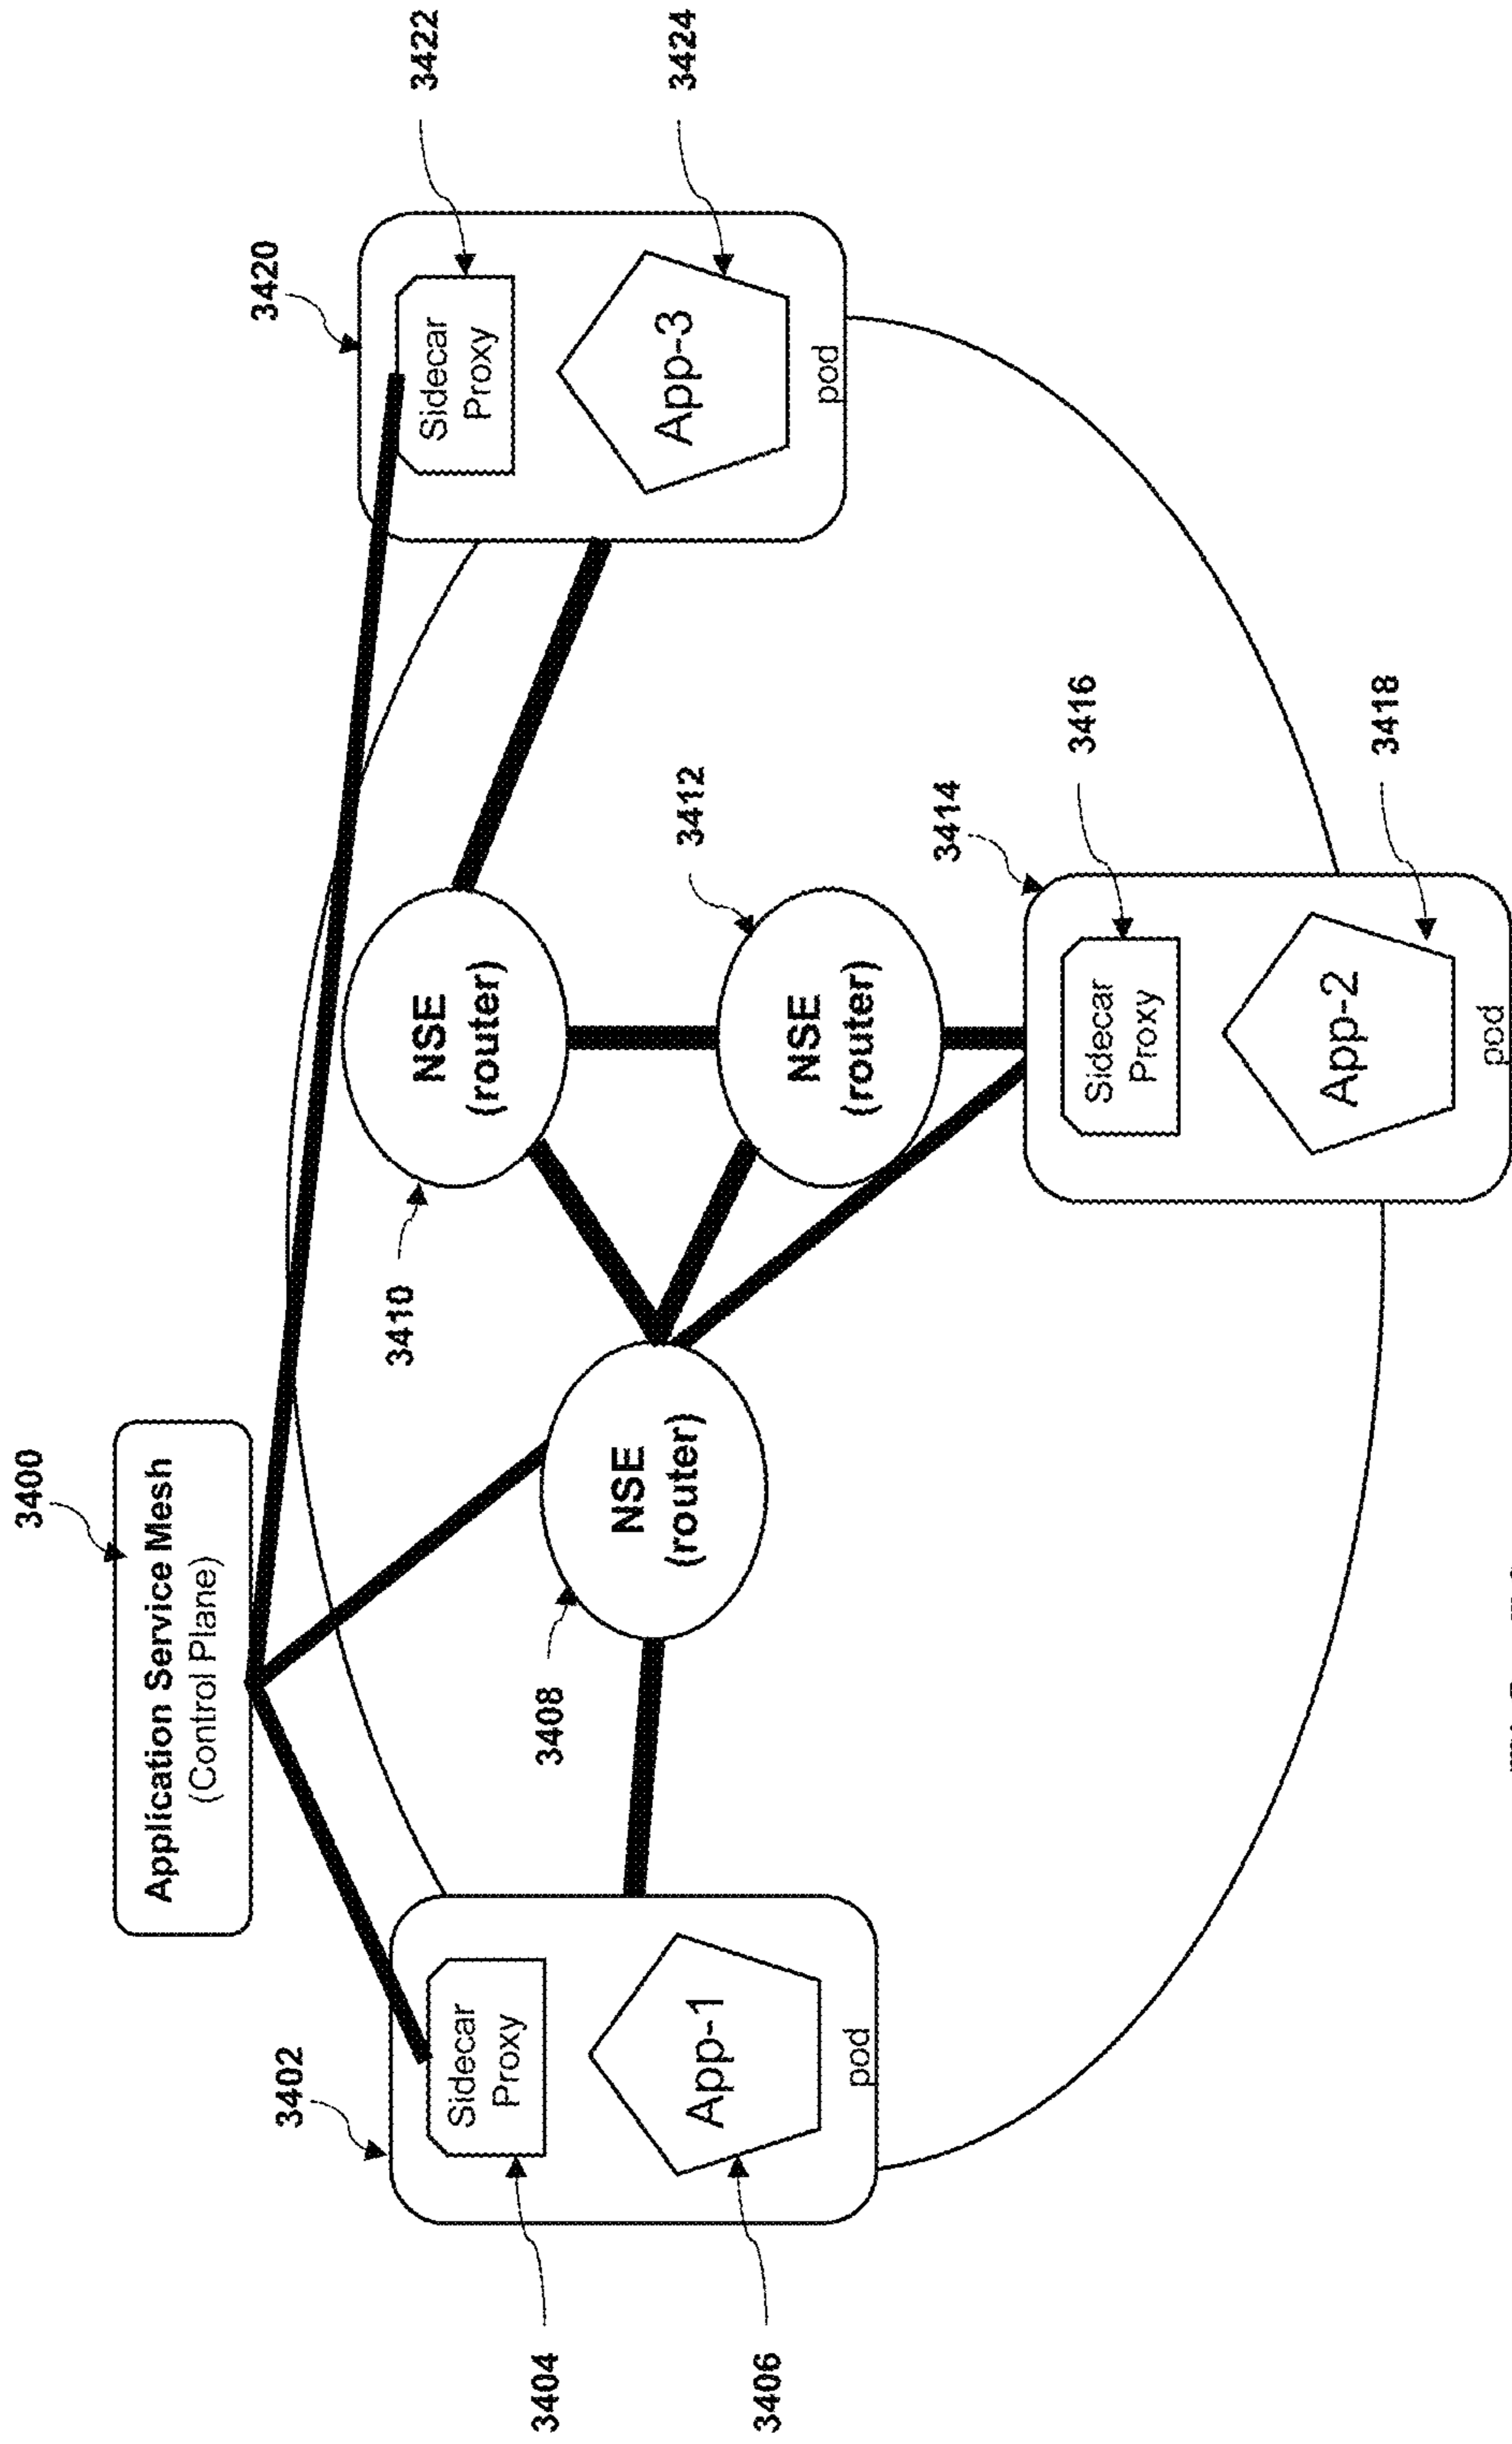 3400
Application Service Mesh
(Control Plane)
3402
Sidecar
Proxy
App-1
pod
3404
3406
3408
NSE
(router)
3410
NSE
(router)
3412
NSE
(router)
3414
Sidecar
Proxy
App-2
pod
3416
3418
3420
Sidecar
Proxy
App-3
pod
3422
3424